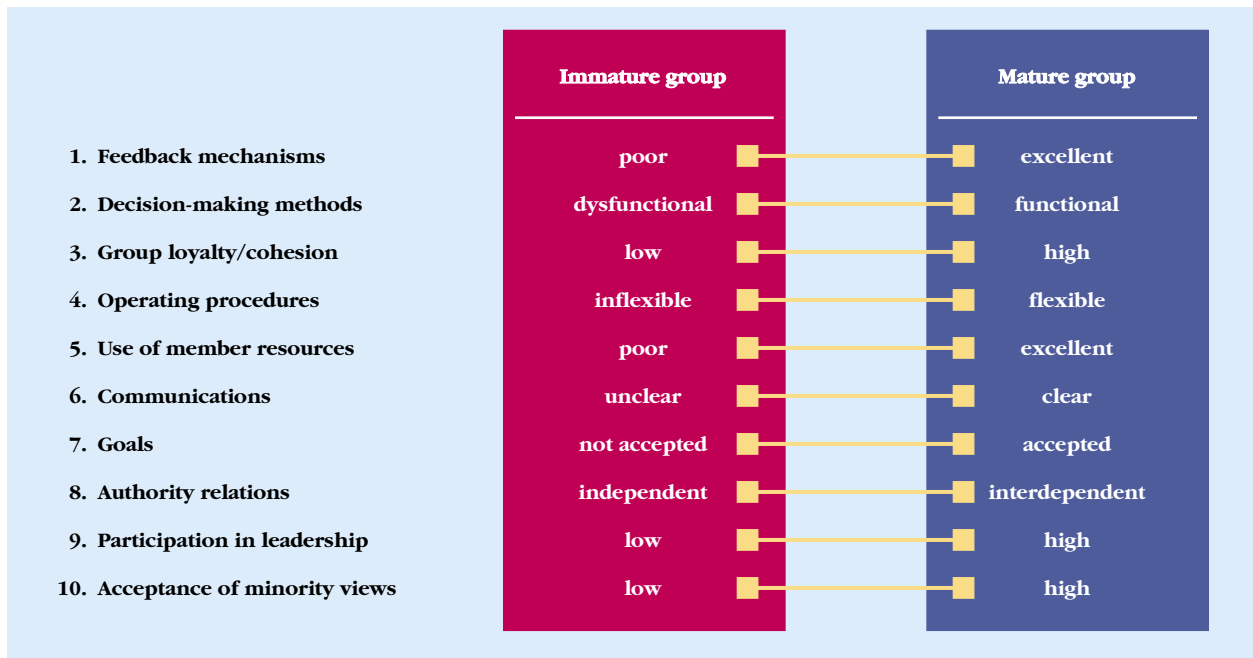 Immature group Mature group
1. Feedback mechanisms poor excellent
2. Decision-making methods dysfunctional functional
3. Group loyalty/cohesion low high
4. Operating procedures inflexible flexible
5. Use of member resources poor excellent
6. Communications unclear clear
7. Goals not accepted accepted
8. Authority relations independent interdependent
9. Participation in leadership low high
10. Acceptance of minority views low high